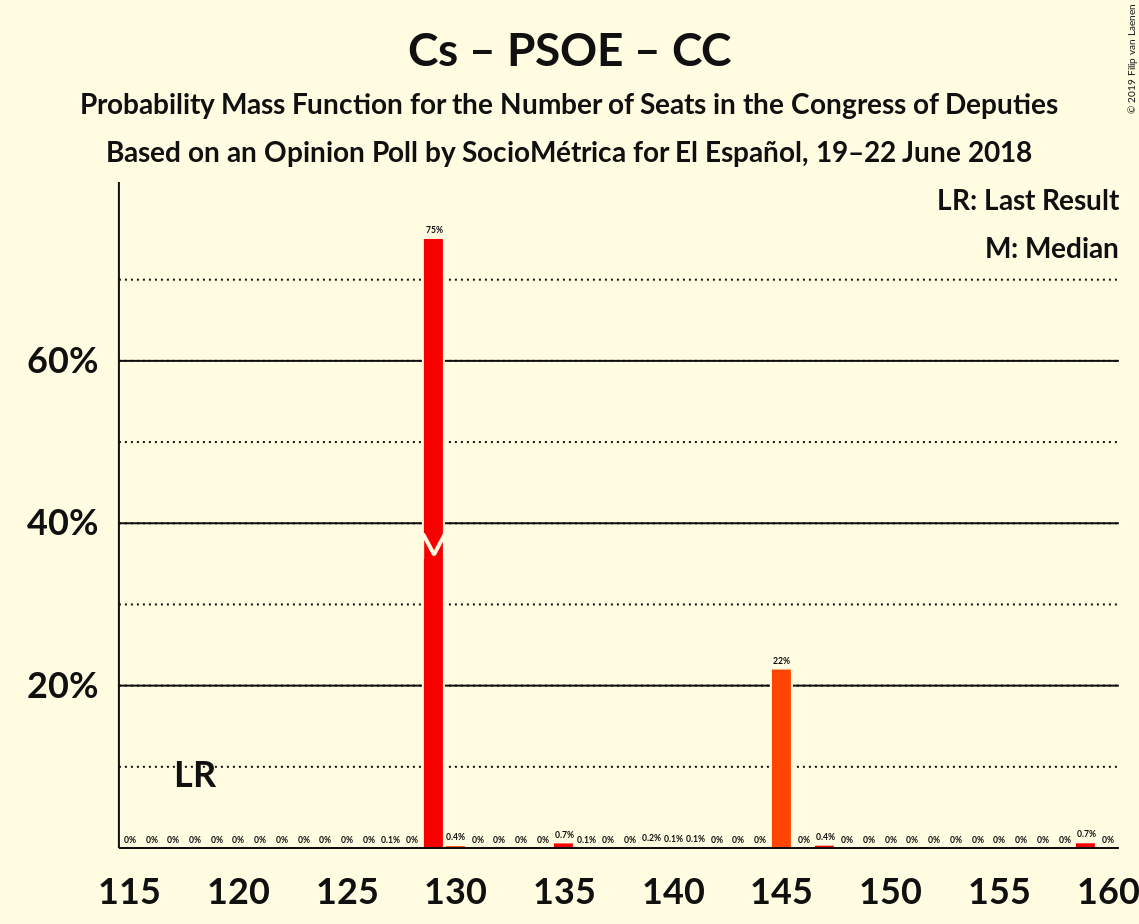 Cs – PSOE – CC
Probability Mass Function for the Number of Seats in the Congress of Deputies
Based on an Opinion Poll by SocioMétrica for El Español, 19–22 June 2018
© 2019 Filip van Laenen
LR: Last Result
M: Median
60%
40%
20%
LR
0% 0% 0% 0% 0% 0% 0% 0% 0% 0% 0% 0% 0.1% 0% 75% 0.4% 0% 0% 0% 0% 0.7% 0.1% 0% 0% 0.2% 0.1% 0.1% 0% 0% 0% 22% 0% 0.4% 0% 0% 0% 0% 0% 0% 0% 0% 0% 0% 0% 0.7% 0%
115 120 125 130 135 140 145 150 155 160